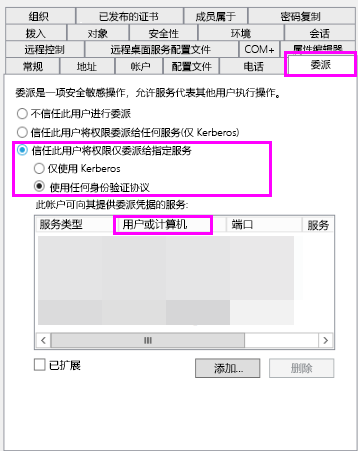 组织 已发布的证书 成员属于 密码复制
拨入 对象 安全性 环境 会话
远程控制 远程桌面服务配置文件 COM+ 属性编辑器
常规 地址 帐户 配置文件 电话 委派
委派是一项安全敏感操作，允许服务代表其他用户执行操作。
不信任此用户进行委派
信任此用户将权限委派给任何服务(仅 Kerberos)
信任此用户将权限仅委派给指定服务
仅使用 Kerberos
使用任何身份验证协议
此帐户可向其提供委派凭据的服务:
服务类型 用户或计算机 端口 服务
已扩展 添加... 删除